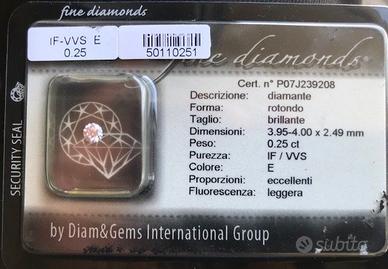 fine diamonds
IF-VVS E
0.25
50110251
fine diamonds
Cert. n° P07J239208
Descrizione: diamante
Forma: rotondo
Taglio: brillante
Dimensioni: 3.95-4.00 x 2.49 mm
Peso: 0.25 ct
Purezza: IF / VVS
Colore: E
Proporzioni: eccellenti
Fluorescenza: leggera
SECURITY SEAL
by Diam&Gems International Group
subito